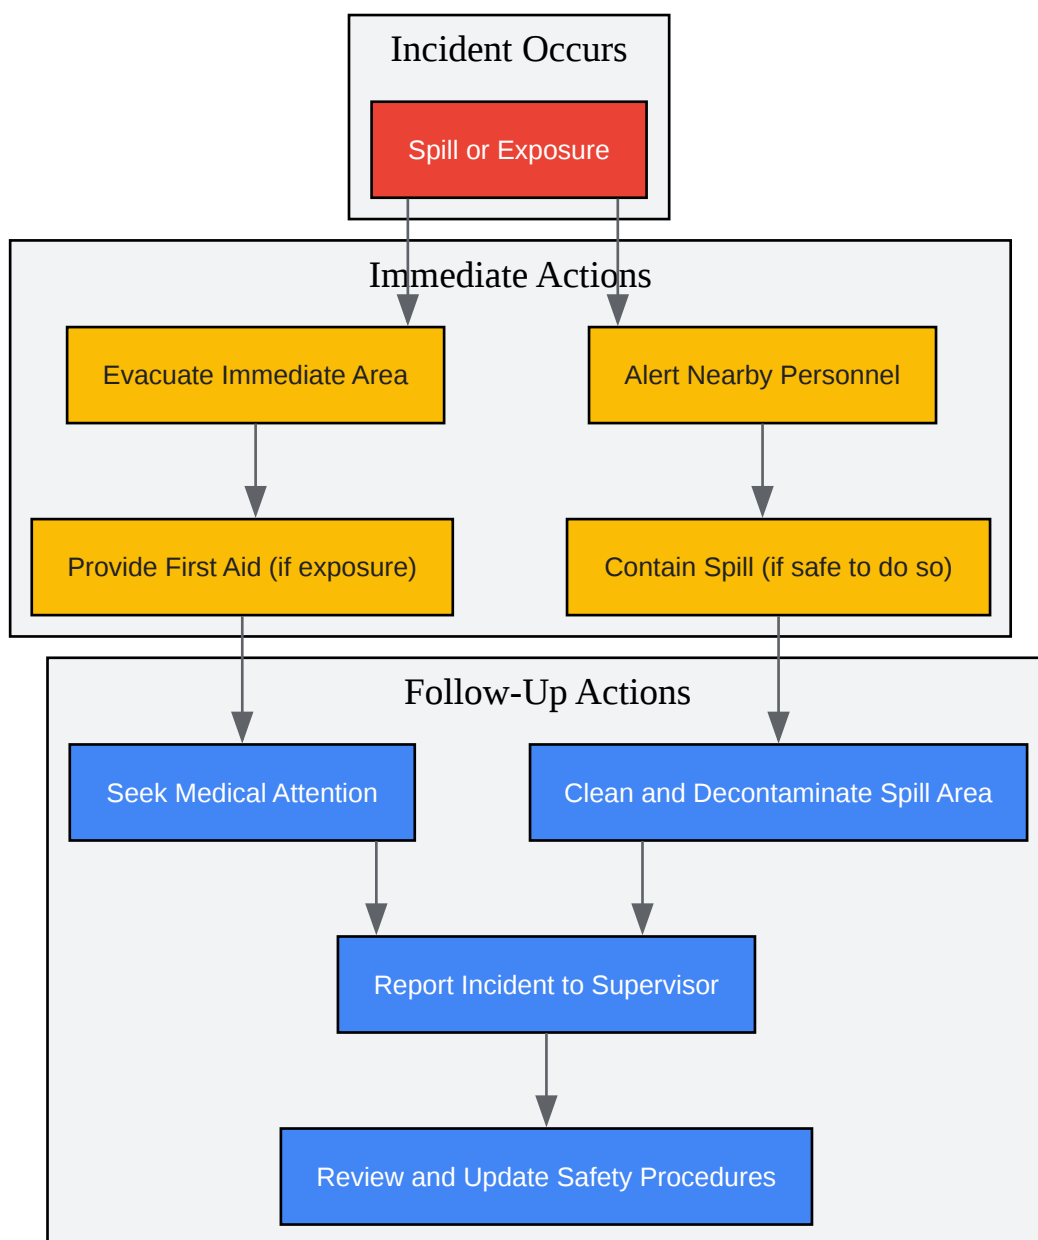 Incident Occurs
Spill or Exposure
Immediate Actions
Evacuate Immediate Area
Alert Nearby Personnel
Provide First Aid (if exposure)
Contain Spill (if safe to do so)
Follow-Up Actions
Seek Medical Attention
Clean and Decontaminate Spill Area
Report Incident to Supervisor
Review and Update Safety Procedures